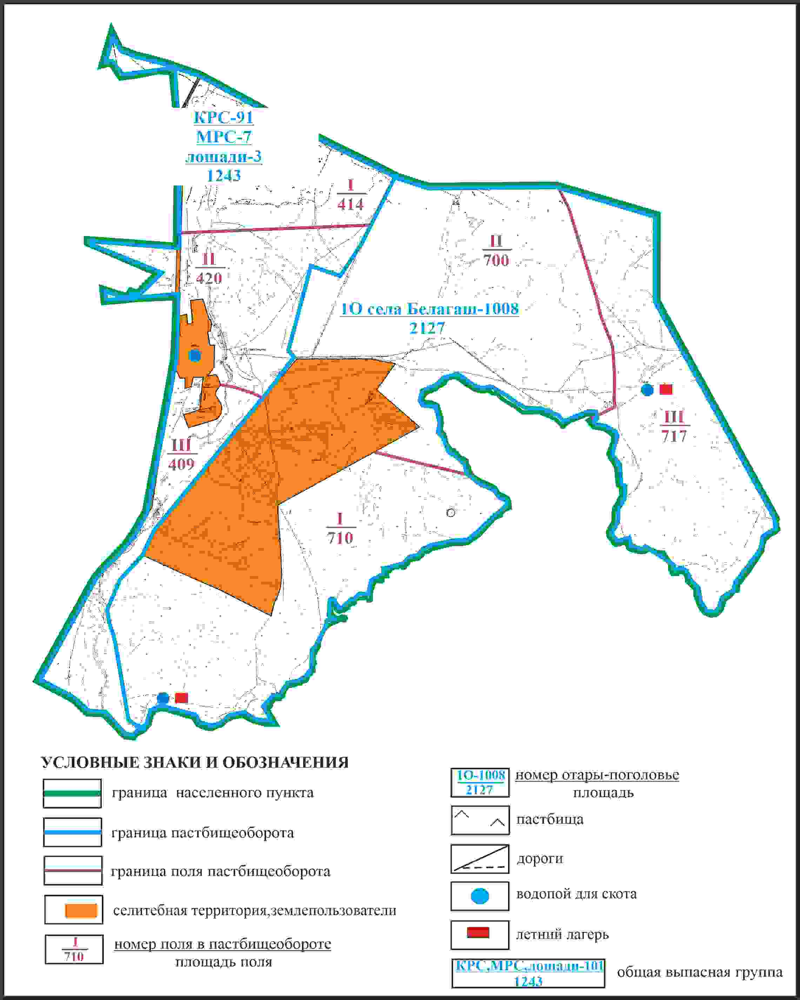 КРС-91
МРС-7
лошади-3
1243
I
414
II
420
II
700
1О села Белагаш-1008
2127
III
717
III
409
I
710
УСЛОВНЫЕ ЗНАКИ И ОБОЗНАЧЕНИЯ
граница населенного пункта
граница пастбищеоборота
граница поля пастбищеоборота
селитебная территория,землепользователи
I
710
номер поля в пастбищеобороте
площадь поля
1О-1008
2127
номер отары-поголовье
площадь
пастбища
дороги
водопой для скота
летний лагерь
КРС,МРС,лошади-101
1243
общая выпасная группа